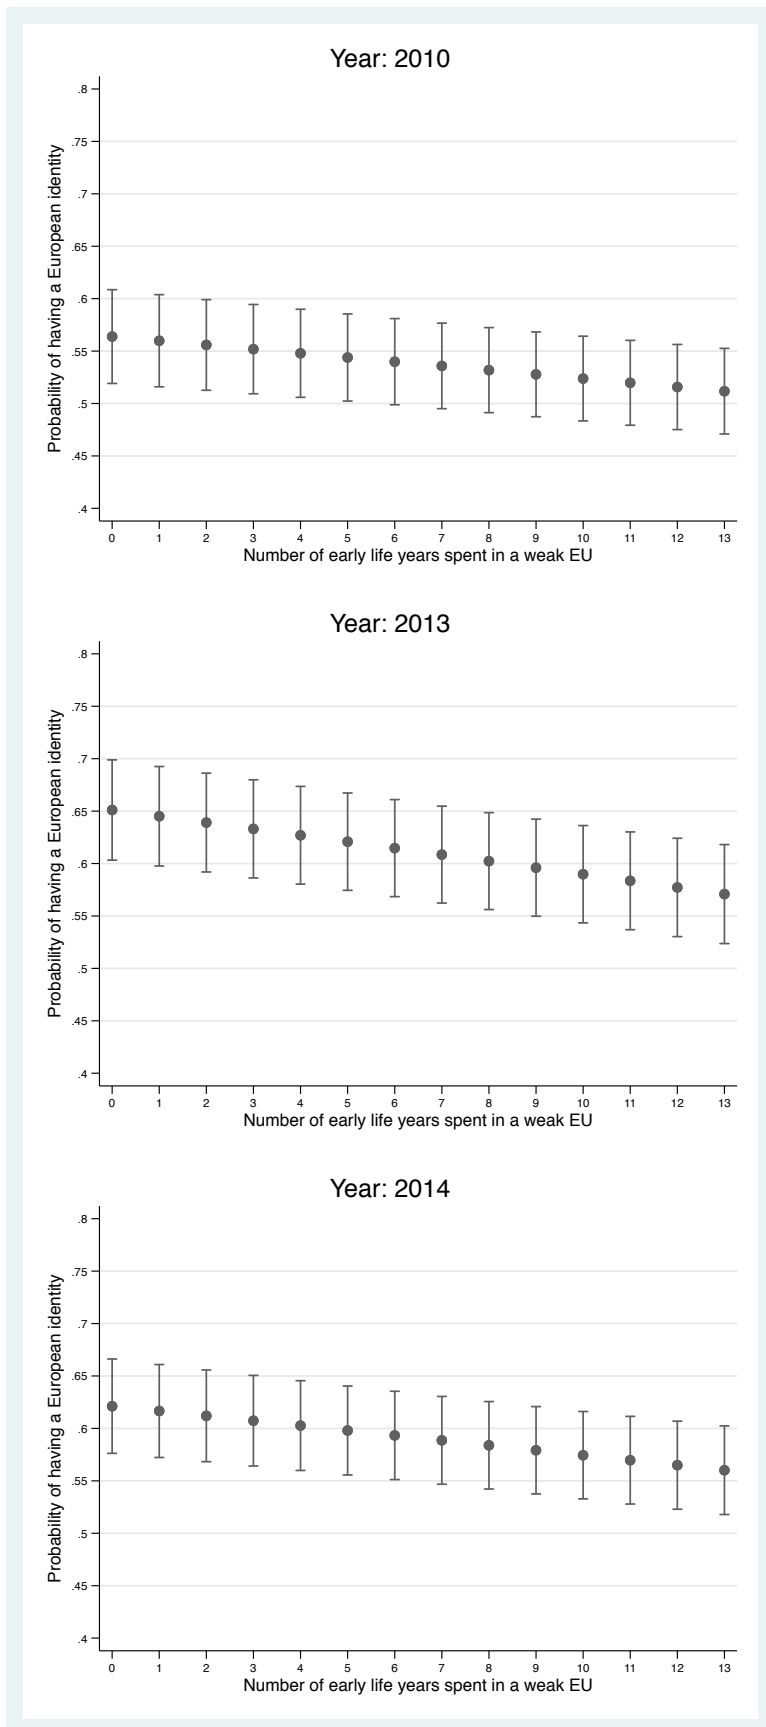 Year: 2010
Probability of having a European identity
.8
.75
.7
.65
.6
.55
.5
.45
.4
0 1 2 3 4 5 6 7 8 9 10 11 12 13
Number of early life years spent in a weak EU
Year: 2013
Probability of having a European identity
.8
.75
.7
.65
.6
.55
.5
.45
.4
0 1 2 3 4 5 6 7 8 9 10 11 12 13
Number of early life years spent in a weak EU
Year: 2014
Probability of having a European identity
.8
.75
.7
.65
.6
.55
.5
.45
.4
0 1 2 3 4 5 6 7 8 9 10 11 12 13
Number of early life years spent in a weak EU